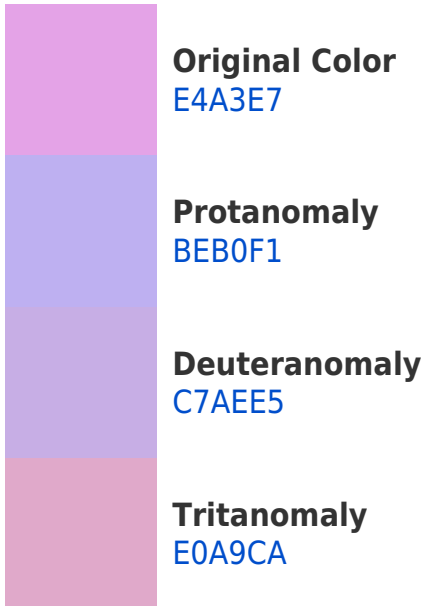 Original Color
E4A3E7
Protanomaly
BEB0F1
Deuteranomaly
C7AEE5
Tritanomaly
E0A9CA